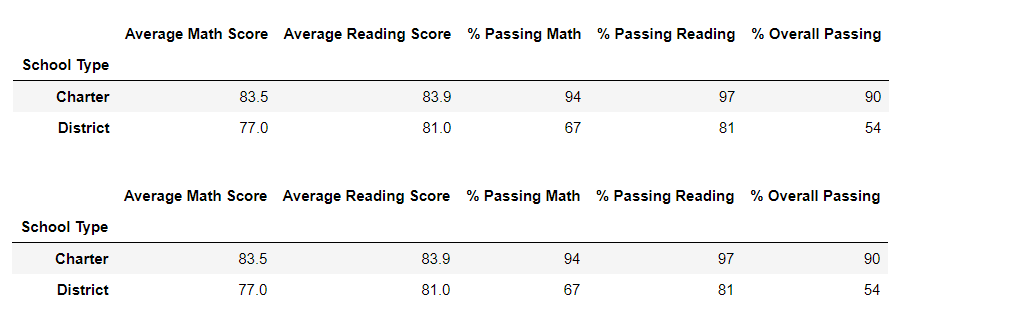 Average Math Score Average Reading Score % Passing Math % Passing Reading % Overall Passing
School Type
Charter 83.5 83.9 94 97 90
District 77.0 81.0 67 81 54
Average Math Score Average Reading Score % Passing Math % Passing Reading % Overall Passing
School Type
Charter 83.5 83.9 94 97 90
District 77.0 81.0 67 81 54